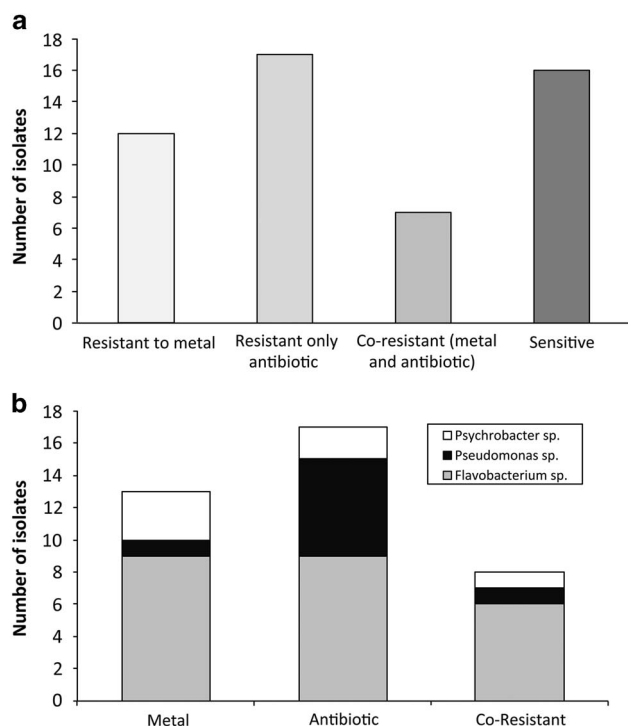 a
Number of isolates
18
16
14
12
10
8
6
4
2
0
Resistant to metal
Resistant only
antibiotic
Co-resistant (metal
and antibiotic)
Sensitive
b
Number of isolates
18
16
14
12
10
8
6
4
2
0
Psychrobacter sp.
Pseudomonas sp.
Flavobacterium sp.
Metal
Antibiotic
Co-Resistant